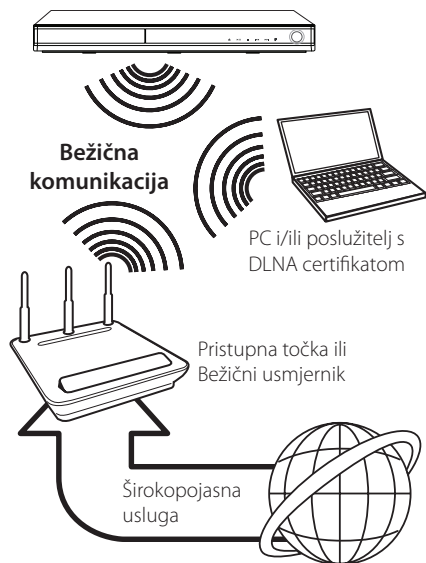 Bežična
komunikacija
PC i/ili poslužitelj s
DLNA certifikatom
Pristupna točka ili
Bežični usmjernik
Širokopojasna
usluga